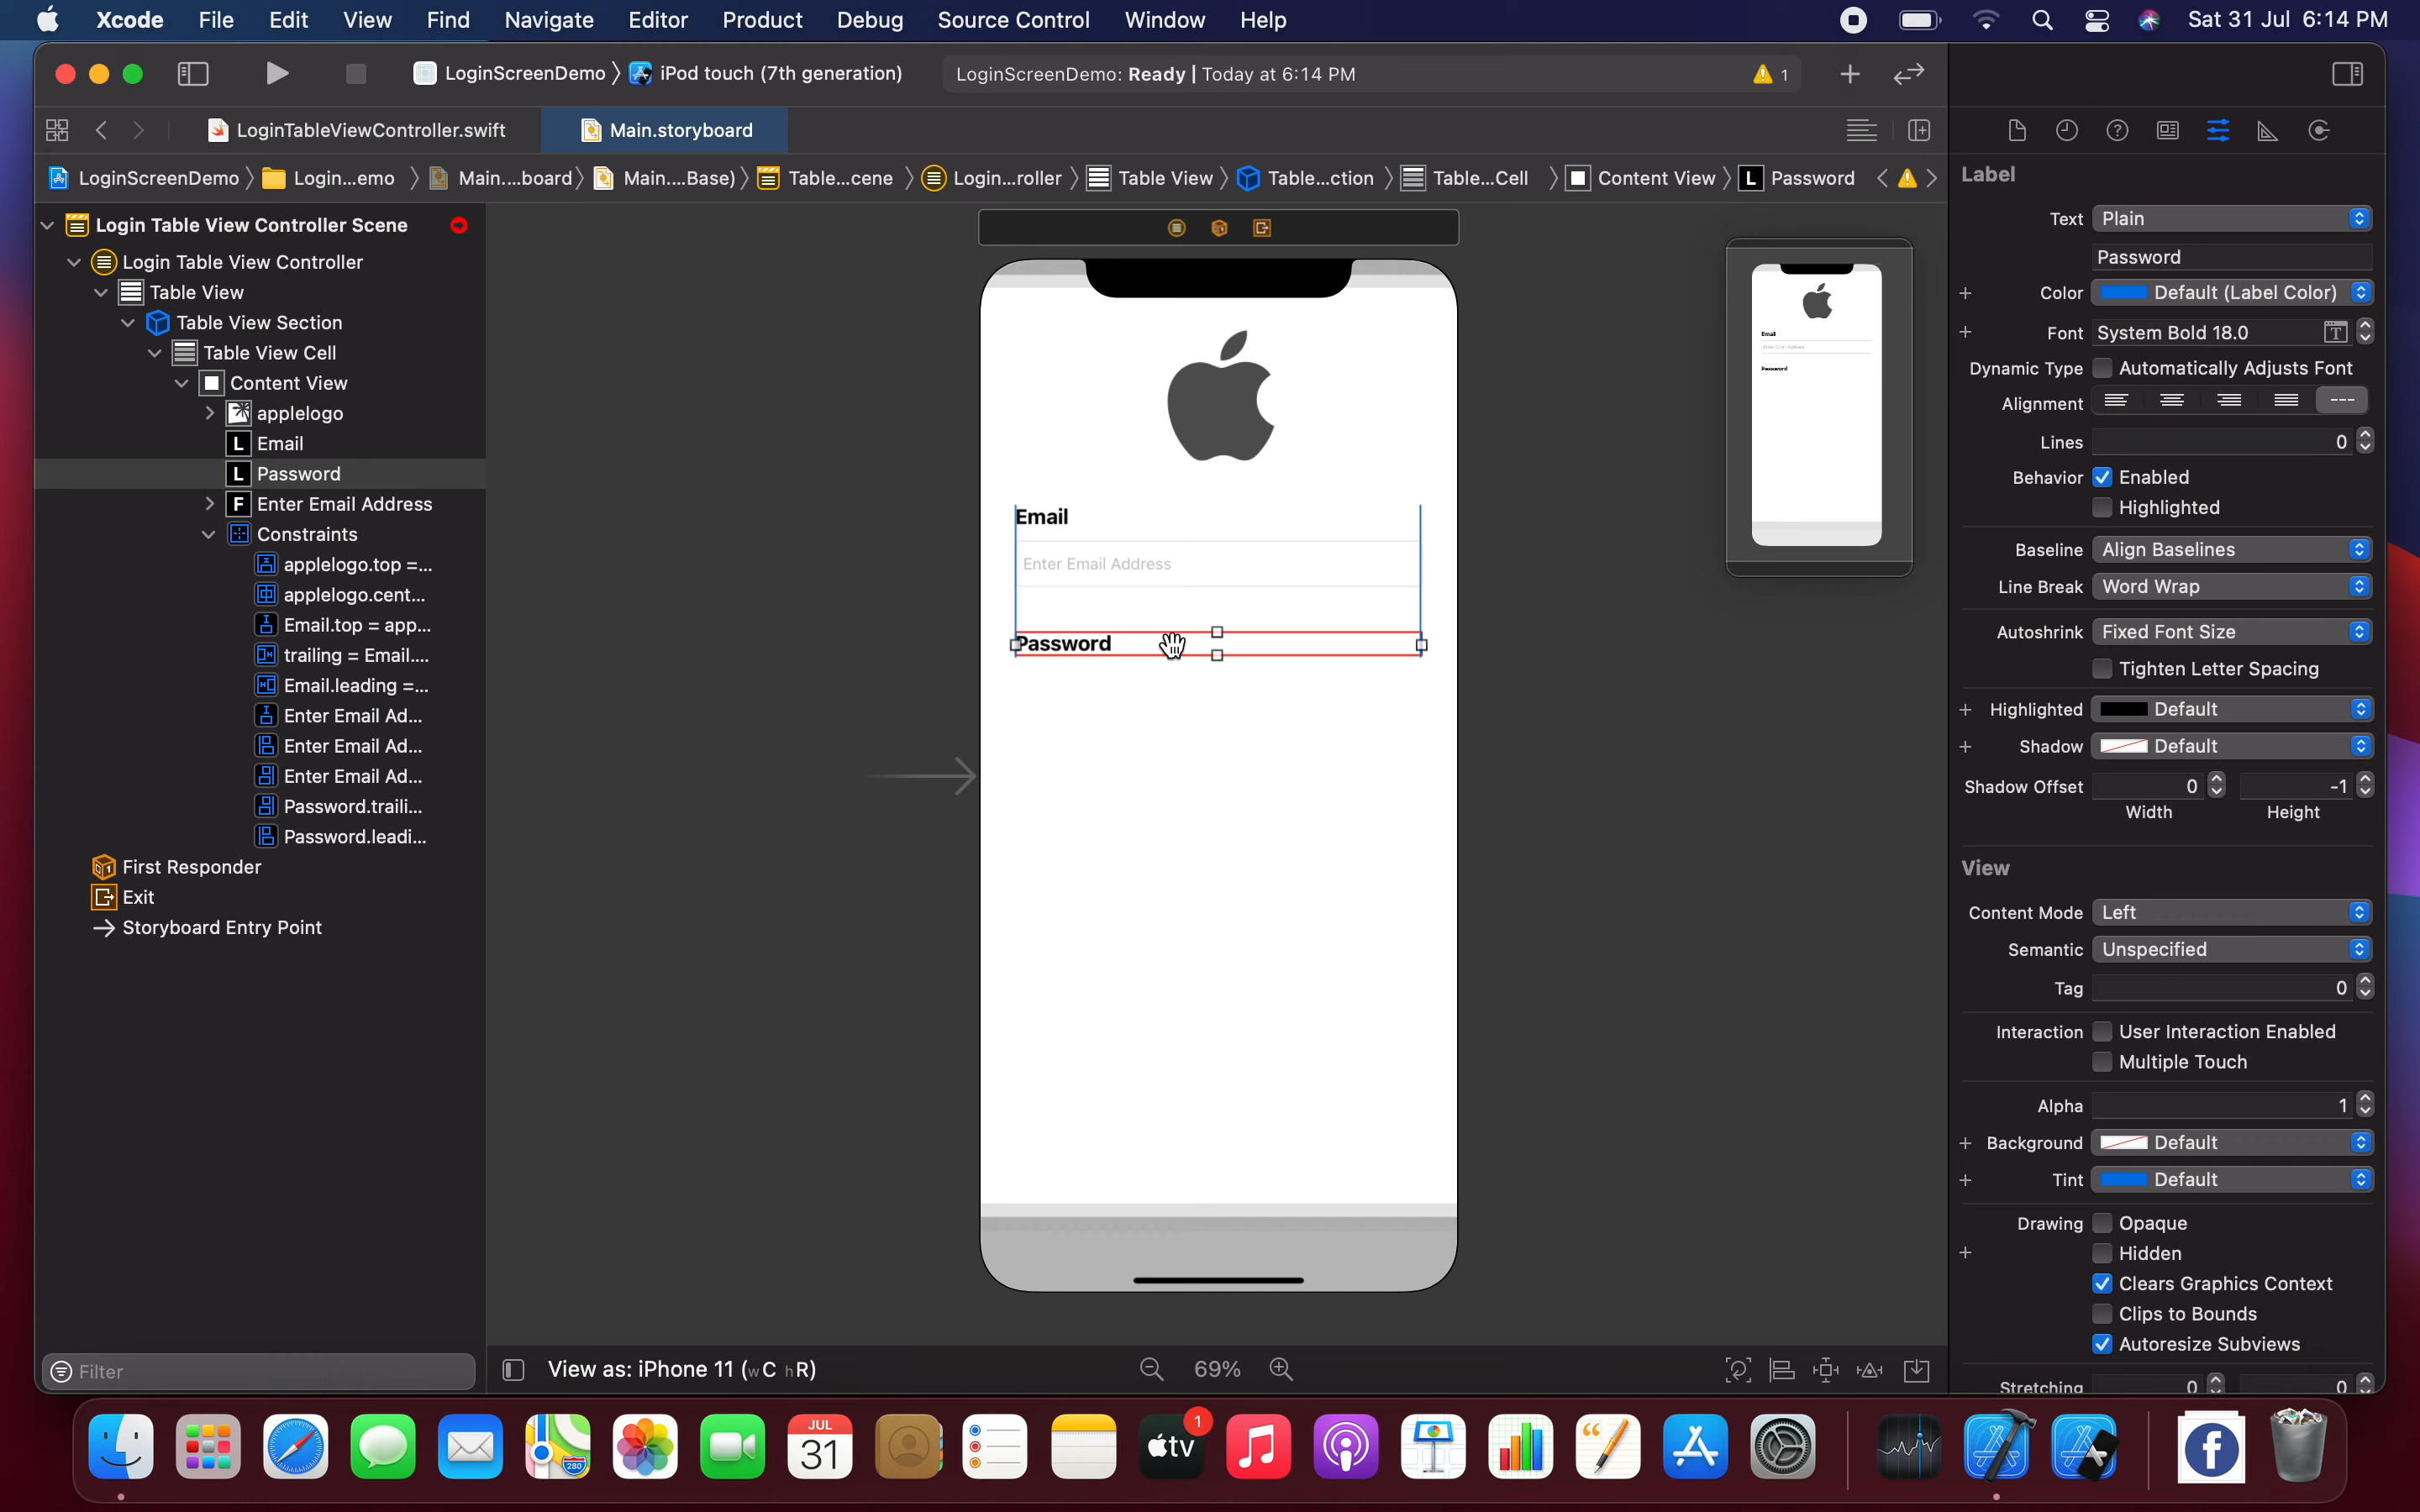 Xcode File Edit View Find Navigate Editor Product Debug Source Control Window Help Sat 31 Jul 6:14 PM
LoginScreenDemo iPod touch (7th generation) LoginScreenDemo: Ready | Today at 6:14 PM 1
LoginTableViewController.swift Main.storyboard
LoginScreenDemo Login...emo Main....board Main....Base) Table...cene Login...roller Table View Table...ction Table...Cell Content View L Password
Login Table View Controller Scene
Login Table View Controller
Table View
Table View Section
Table View Cell
Content View
applelogo
L Email
L Password
F Enter Email Address
Constraints
applelogo.top =...
applelogo.cent...
Email.top = app...
trailing = Email....
Email.leading =...
Enter Email Ad...
Enter Email Ad...
Enter Email Ad...
Password.traili...
Password.leadi...
First Responder
Exit
Storyboard Entry Point
Filter
Email
Enter Email Address
Password
Email
Enter Email Address
Password
View as: iPhone 11 (wC hR) 69%
Label
Text Plain
Password
Color Default (Label Color)
Font System Bold 18.0 T
Dynamic Type Automatically Adjusts Font
Alignment ---
Lines 0
Behavior Enabled
Highlighted
Baseline Align Baselines
Line Break Word Wrap
Autoshrink Fixed Font Size
Tighten Letter Spacing
Highlighted Default
Shadow Default
Shadow Offset 0 -1
Width Height
View
Content Mode Left
Semantic Unspecified
Tag 0
Interaction User Interaction Enabled
Multiple Touch
Alpha 1
Background Default
Tint Default
Drawing Opaque
Hidden
Clears Graphics Context
Clips to Bounds
Autoresize Subviews
Stretching 0 0
280
JUL
31
tv 1
f